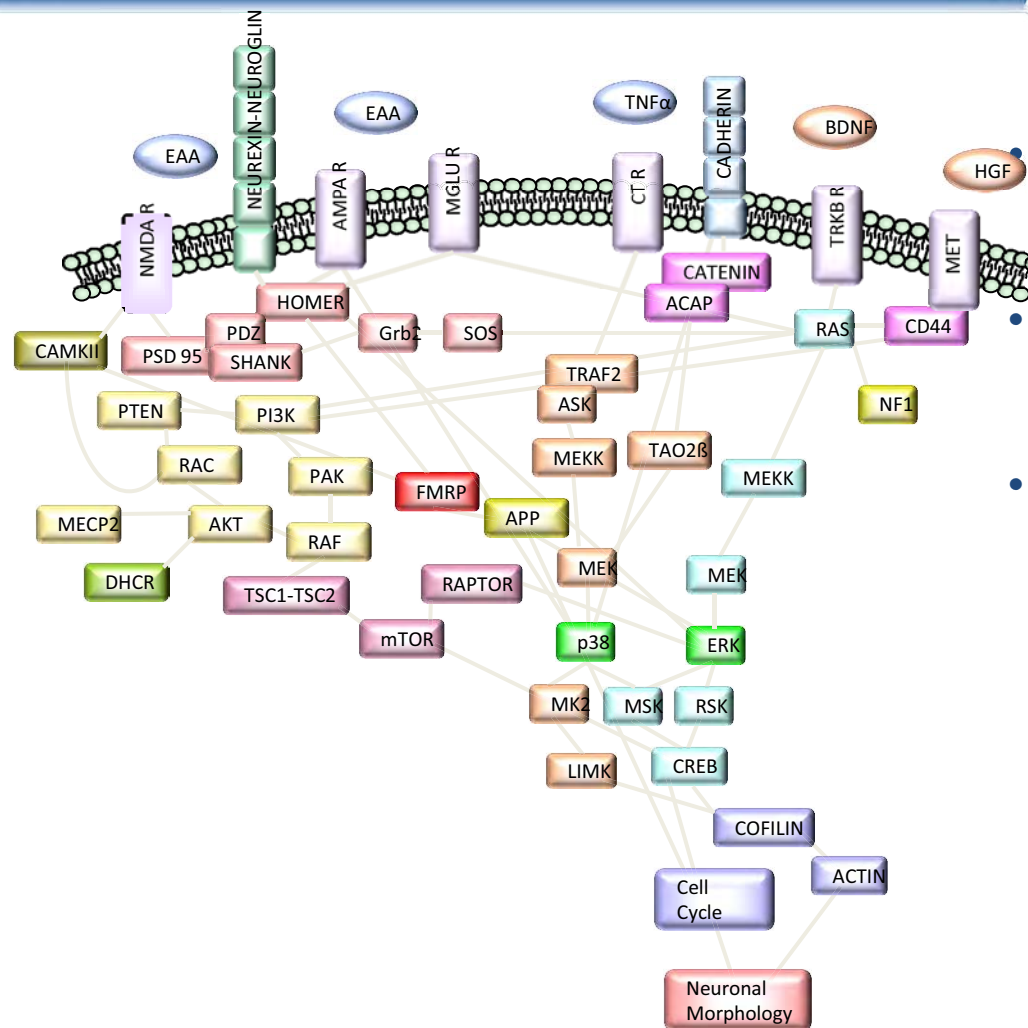 NEUREXIN-NEUROGLIN
EAA
TNFα
CADHERIN
BDNF
EAA
HGF
NMDA R
AMPA R
MGLU R
CT R
TRKB R
MET
CATENIN
HOMER
ACAP
PDZ
Grb2
SOS
RAS
CD44
CAMKII
PSD 95
SHANK
TRAF2
ASK
NF1
PTEN
PI3K
MEKK
TAO2ß
RAC
PAK
MEKK
FMRP
APP
MECP2
AKT
RAF
MEK
MEK
DHCR
TSC1-TSC2
RAPTOR
mTOR
p38
ERK
MK2
MSK
RSK
LIMK
CREB
COFILIN
ACTIN
Cell
Cycle
Neuronal
Morphology